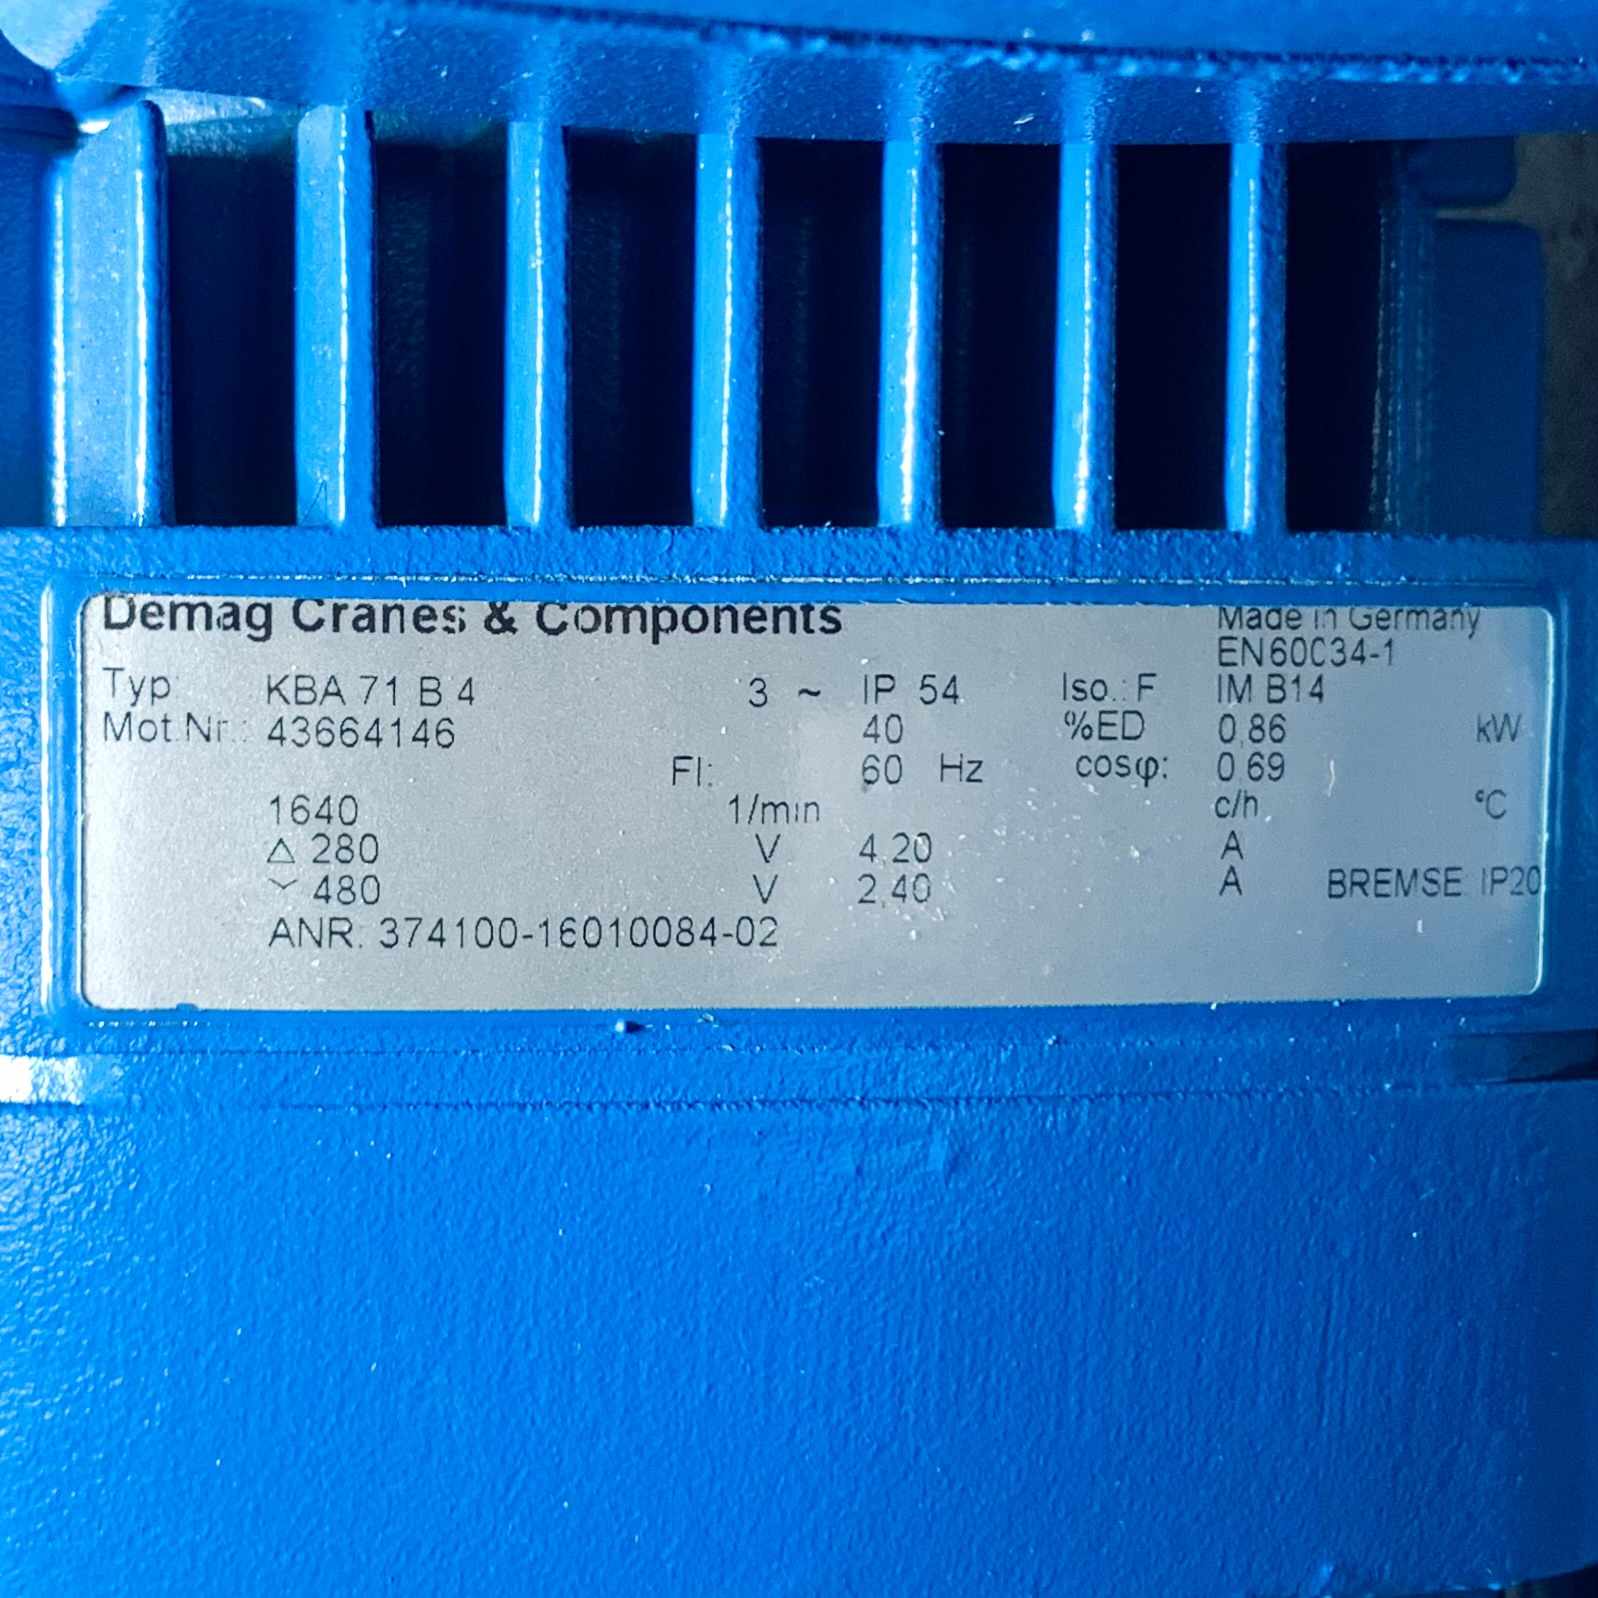 Demag Cranes & Components
Made in Germany
EN60034-1
Typ: KBA 71 B 4 3 ~ IP 54 Iso.: F IM B14
Mot.Nr.: 43664146 40 %ED 0,86 kW
FI: 60 Hz cosφ: 0,69
1640 1/min c/h °C
△ 280 V 4,20 A
480 V 2,40 A BREMSE IP20
ANR. 374100-16010084-02